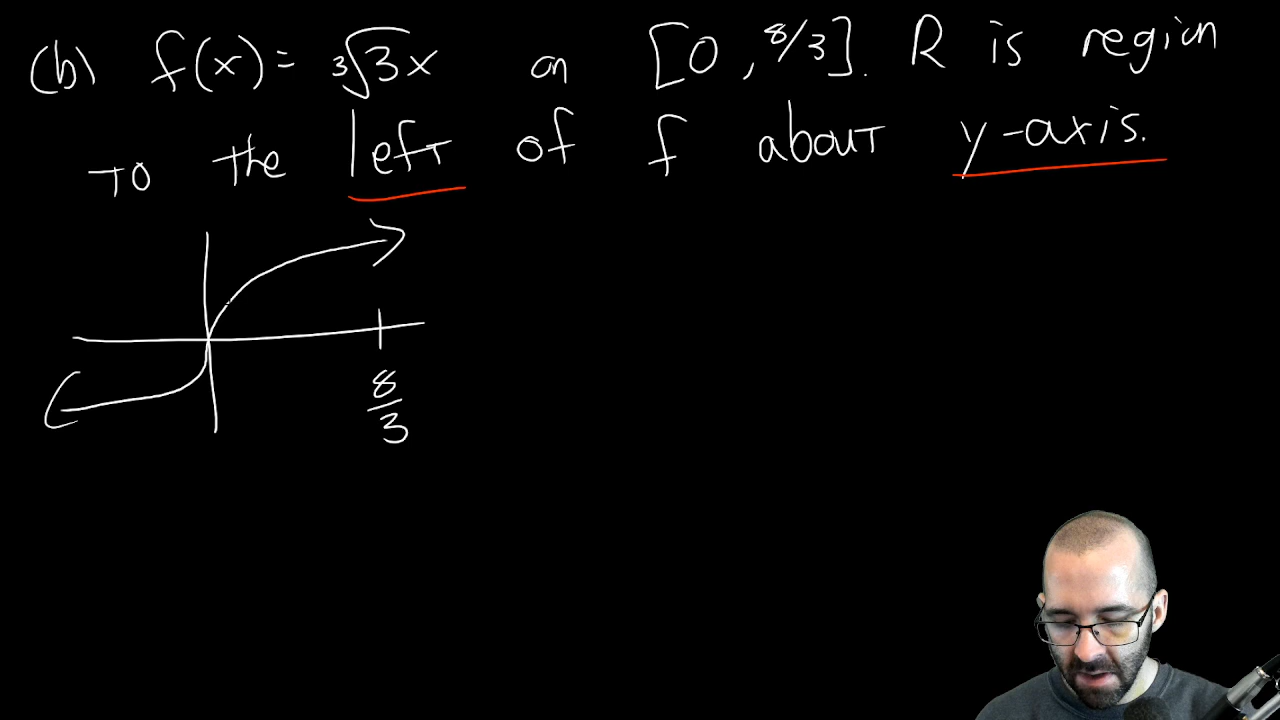 (b) f(x) = ∛3x on [0, 8/3]. R is region
to the left of f about y-axis.
8/3